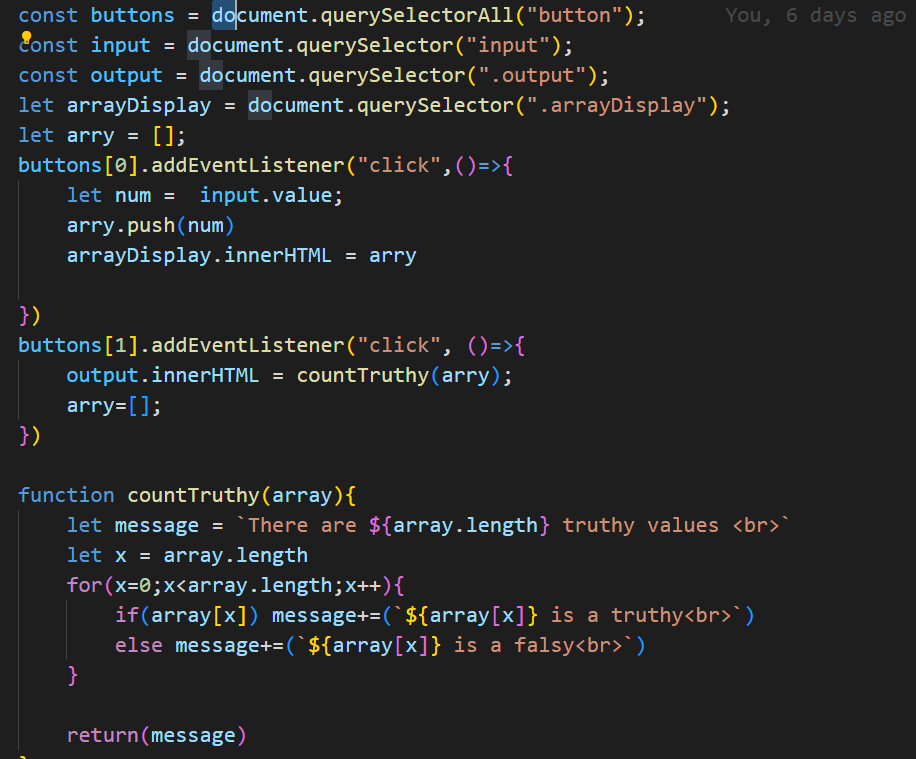 const buttons = document.querySelectorAll("button"); You, 6 days ago
const input = document.querySelector("input");
const output = document.querySelector(".output");
let arrayDisplay = document.querySelector(".arrayDisplay");
let arry = [];
buttons[0].addEventListener("click",()=>{
    let num =  input.value;
    arry.push(num)
    arrayDisplay.innerHTML = arry
})
buttons[1].addEventListener("click", ()=>{
    output.innerHTML = countTruthy(arry);
    arry=[];
})
function countTruthy(array){
    let message = `There are ${array.length} truthy values <br>`
    let x = array.length
    for(x=0;x<array.length;x++){
        if(array[x]) message+=(`${array[x]} is a truthy<br>`)
        else message+=(`${array[x]} is a falsy<br>`)
    }
    return(message)